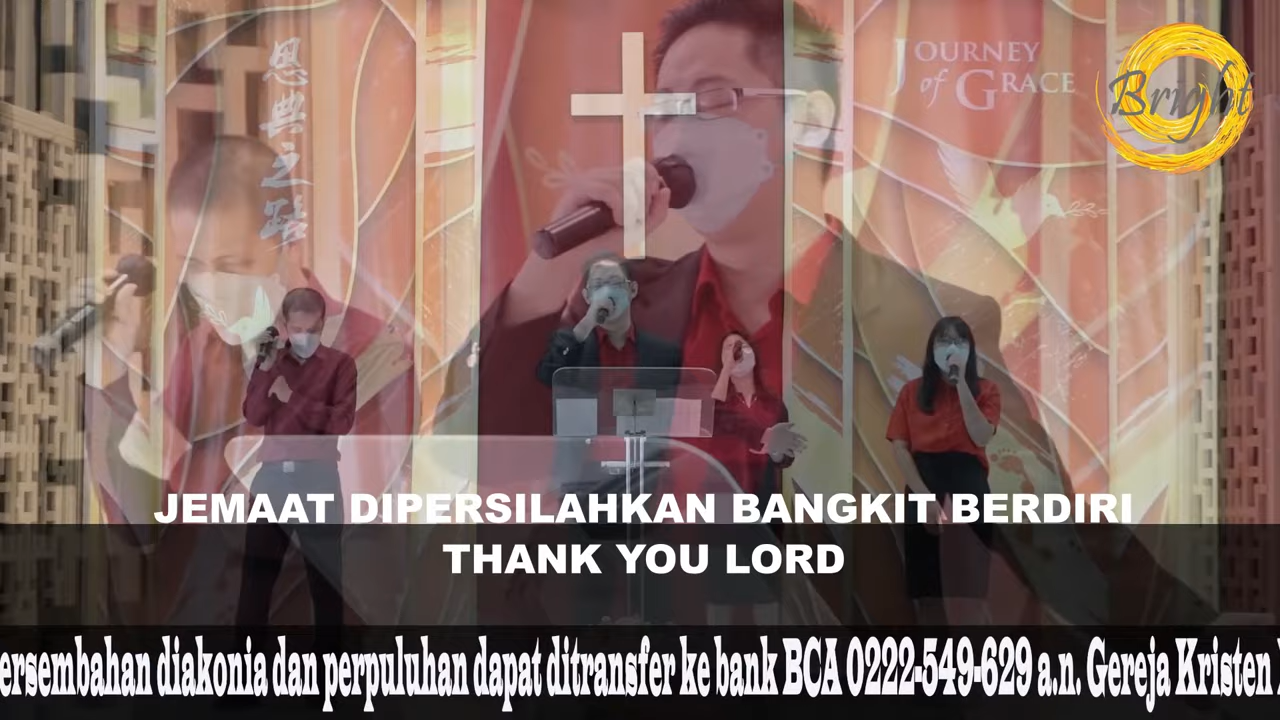 恩典之路
JOURNEY
of GRACE
Bright
JEMAAT DIPERSILAHKAN BANGKIT BERDIRI
THANK YOU LORD
ersembahan diakonia dan perpuluhan dapat ditransfer ke bank BCA 0222-549-629 a.n. Gereja Kristen